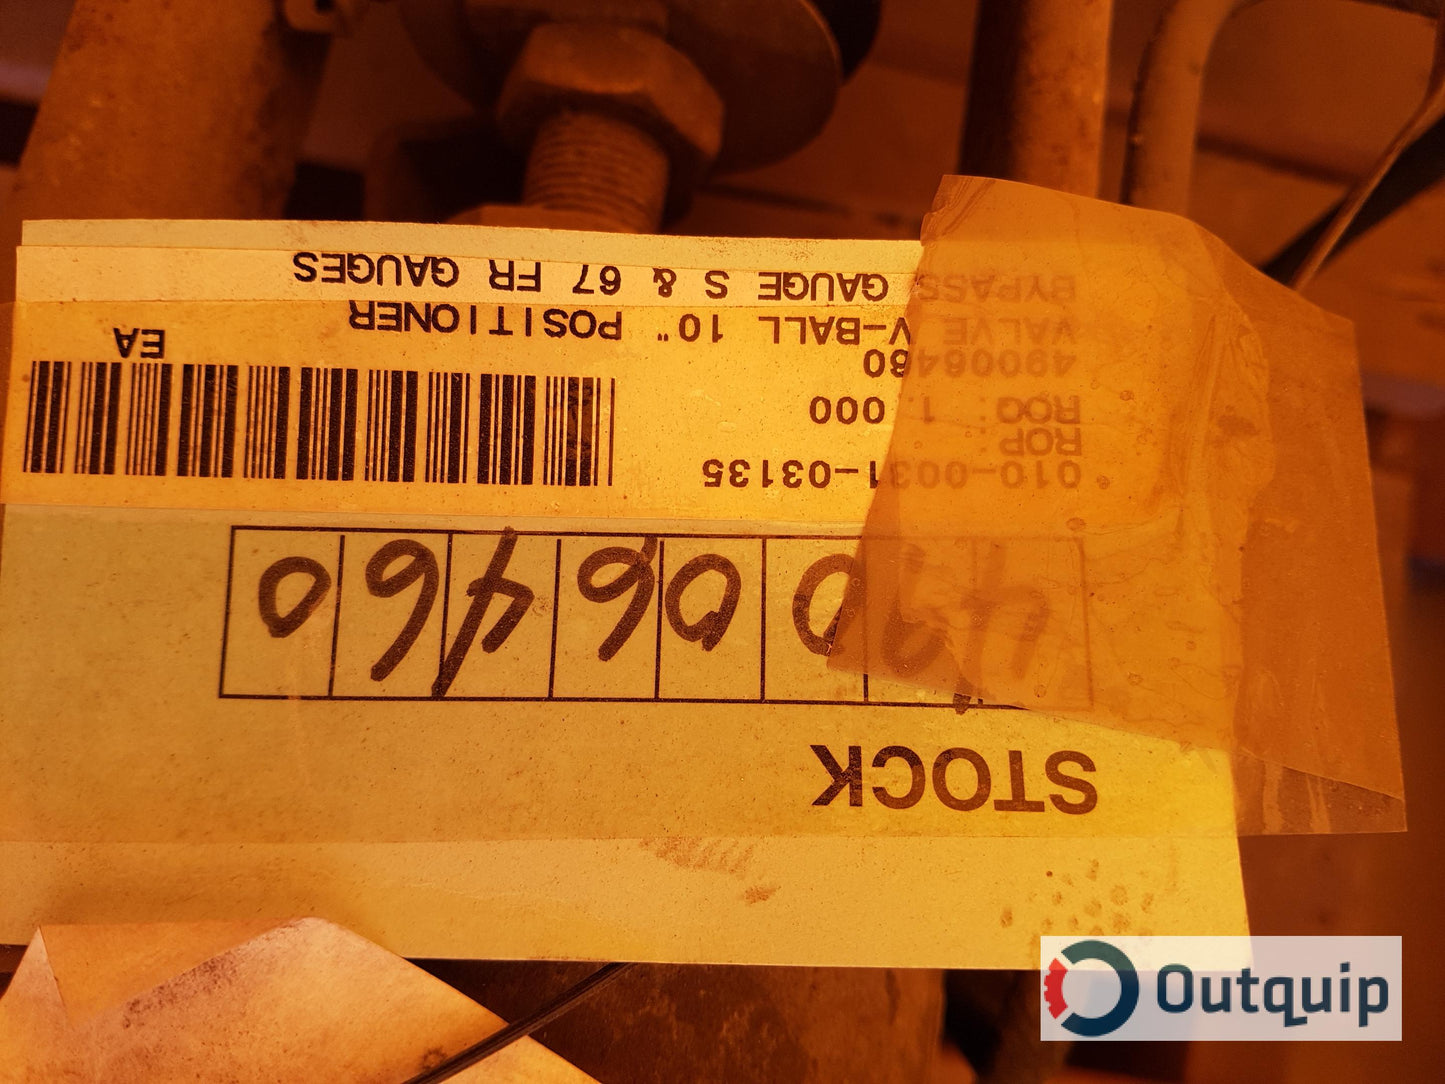 STOCK
49006460
010-0031-03135
ROP:
ROQ: 1.000
49006460 EA
VALVE V-BALL 10" POSITIONER
BYPASS GAUGE S & 67 FR GAUGES
Outquip